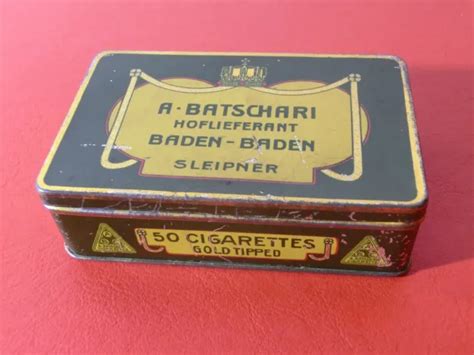 A·BATSCHARI
HOFLIEFERANT
BADEN-BADEN
SLEIPNER
50 CIGARETTES
GOLD TIPPED